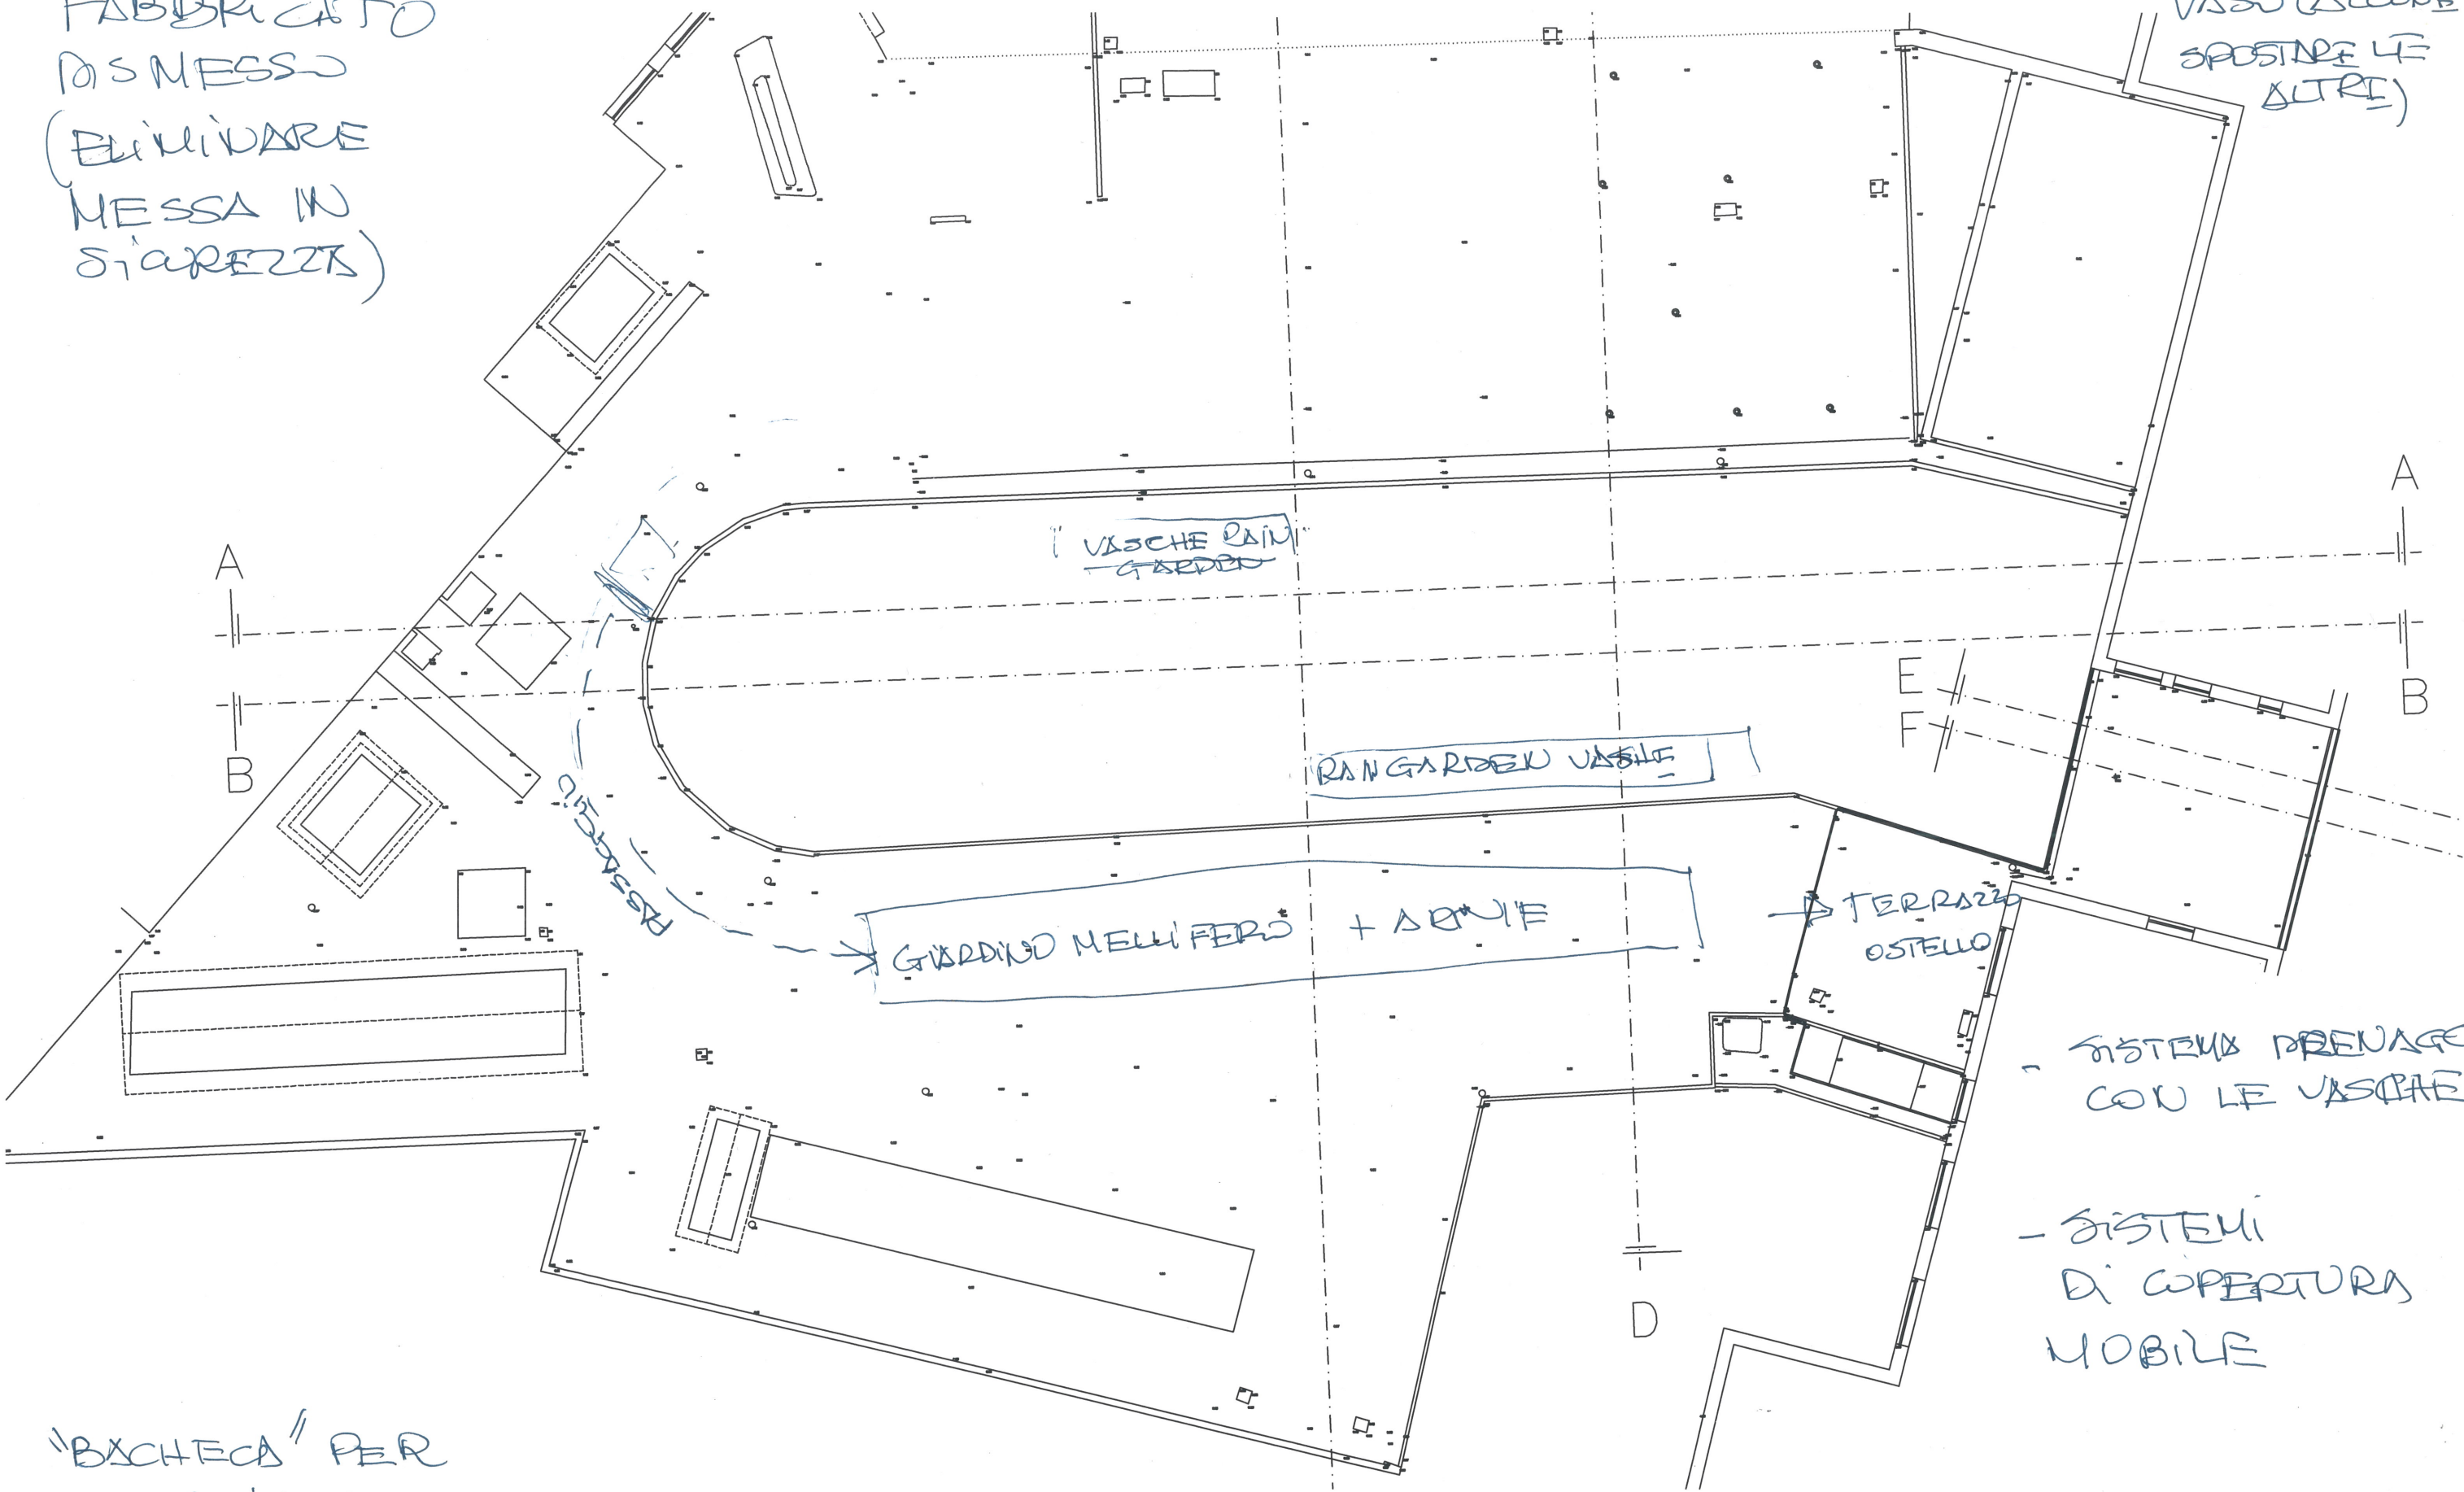 FABBRICATO
DISMESSO
(ELIMINARE
MESSA IN
SICUREZZA)
SPOSTARE LE
ALTRE)
A
A
"VASCHE RAIN"
GARDEN
E
F
B
B
RAINGARDEN VASCHE
PASSAGGI?
GIARDINO MELLIFERO + ARNIE
→ TERRAZZO
OSTELLO
- SISTEMA DRENAGG
CON LE VASCHE
- SISTEMI
DI COPERTURA
MOBILE
D
"BACHECA" PER